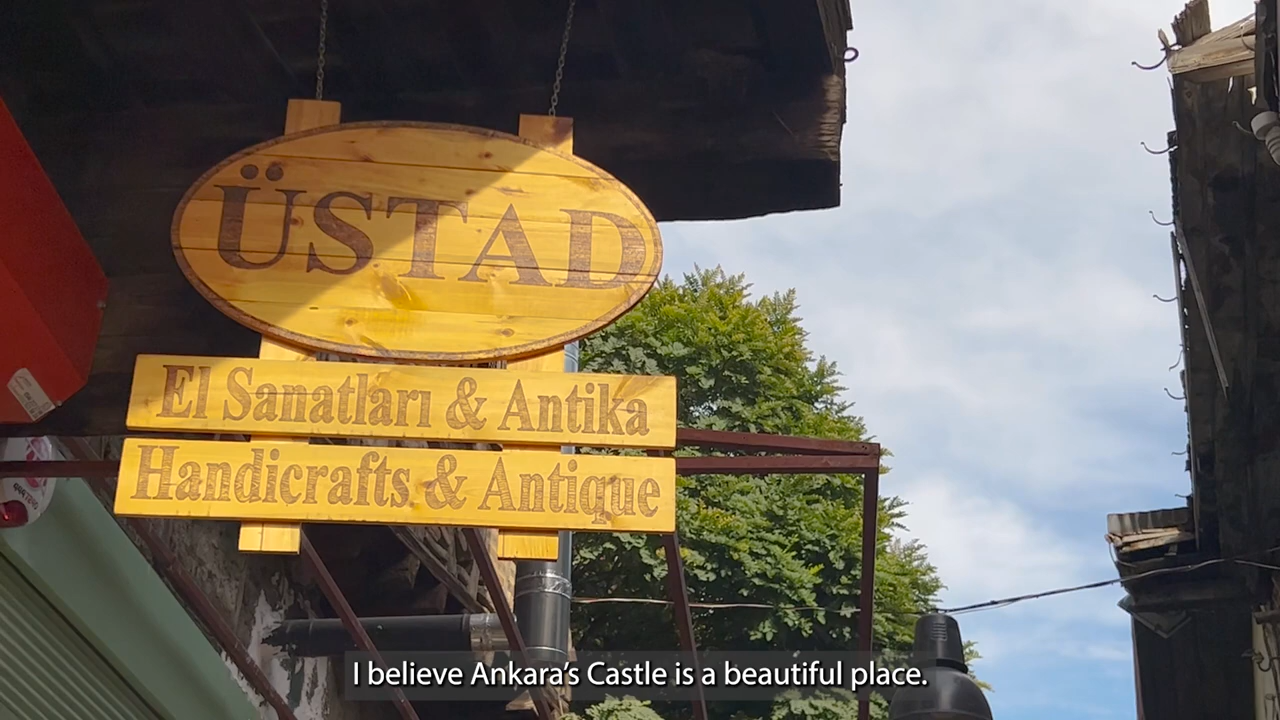 ÜSTAD
El Sanatları & Antika
Handicrafts & Antique
I believe Ankara's Castle is a beautiful place.